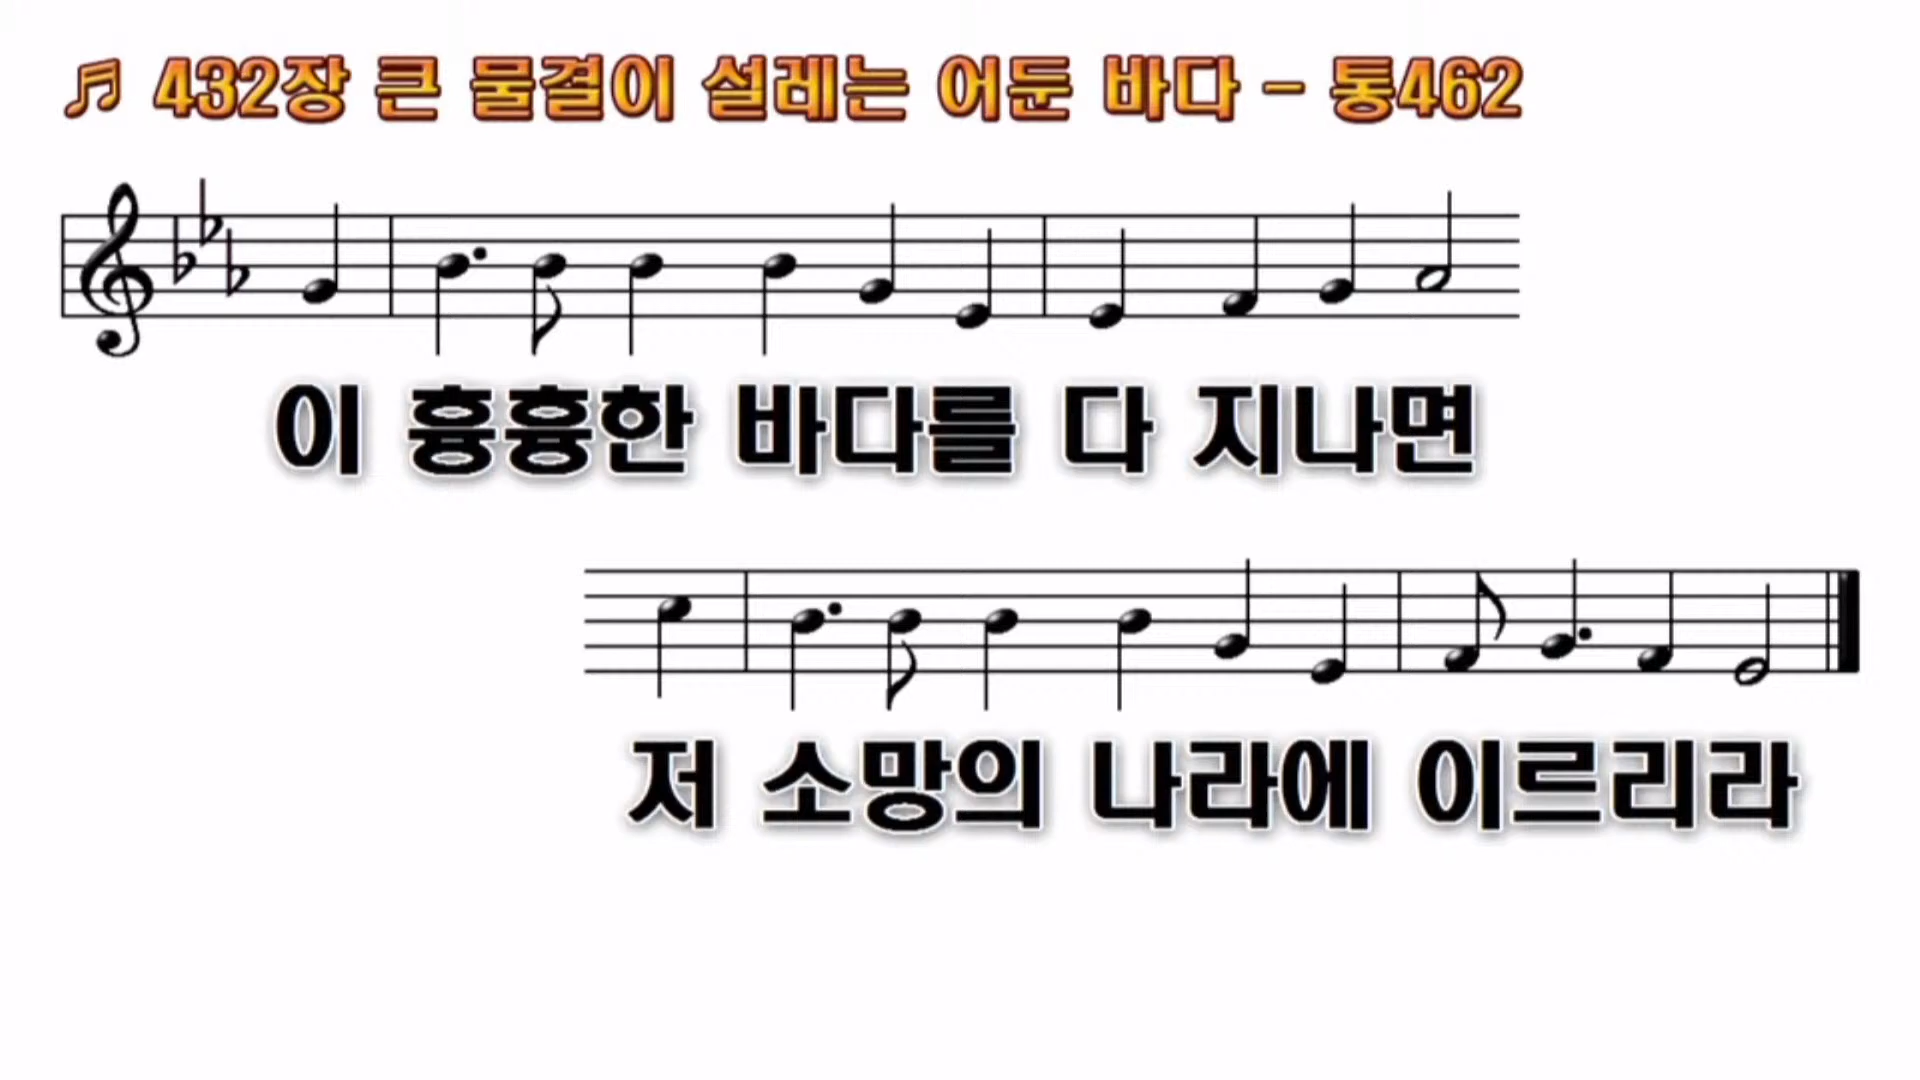 432장 큰 물결이 설레는 어둔 바다 - 통462
이 흉흉한 바다를 다 지나면
저 소망의 나라에 이르리라